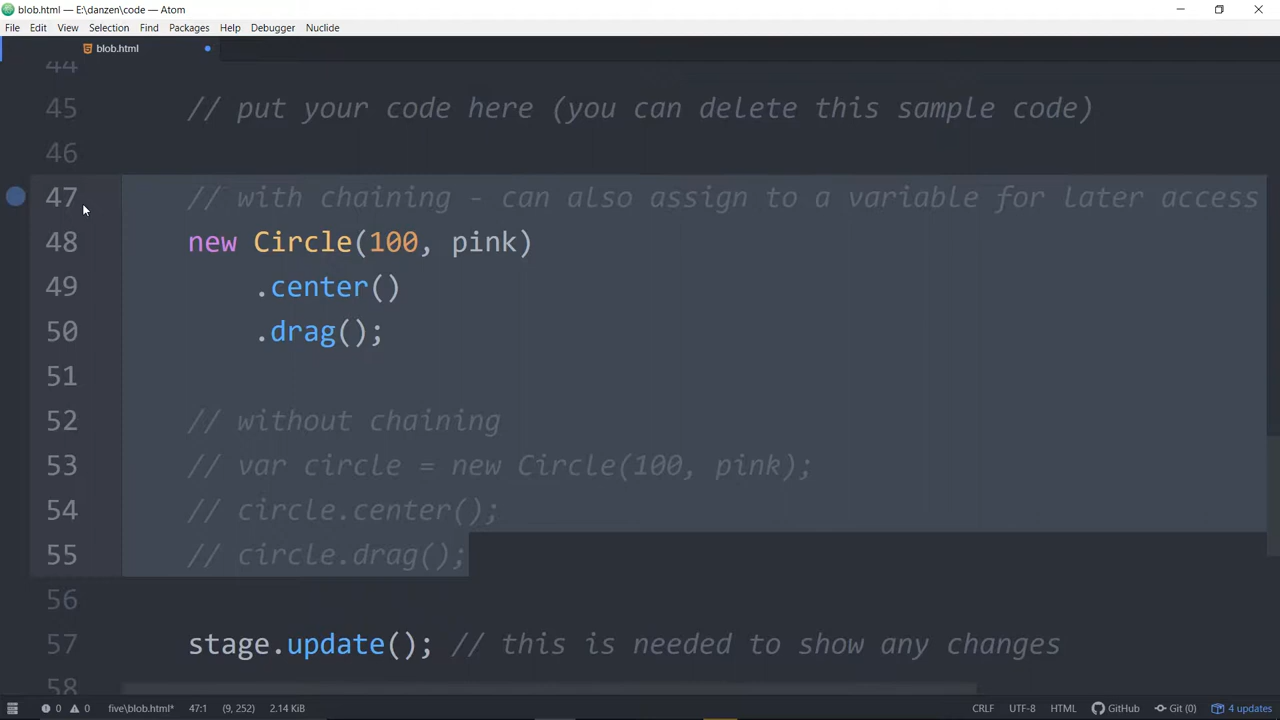 blob.html — E:\danzen\code — Atom
File Edit View Selection Find Packages Help Debugger Nuclide
blob.html
44
45 // put your code here (you can delete this sample code)
46
47 // with chaining - can also assign to a variable for later access
48 new Circle(100, pink)
49 .center()
50 .drag();
51
52 // without chaining
53 // var circle = new Circle(100, pink);
54 // circle.center();
55 // circle.drag();
56
57 stage.update(); // this is needed to show any changes
58
0 0 five\blob.html* 47:1 (9, 252) 2.14 KiB CRLF UTF-8 HTML GitHub Git (0) 4 updates